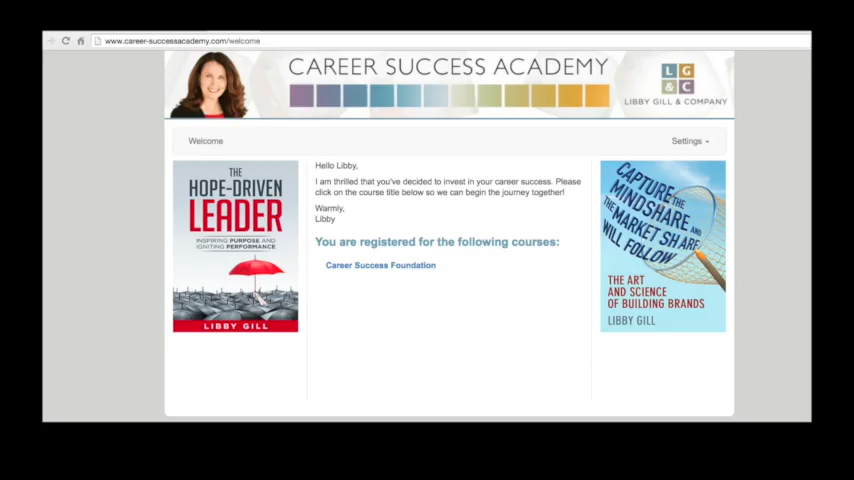 www.career-successacademy.com/welcome
CAREER SUCCESS ACADEMY
LG
&C
LIBBY GILL & COMPANY
Welcome
Settings
THE
HOPE-DRIVEN
LEADER
INSPIRING PURPOSE AND
IGNITING PERFORMANCE
LIBBY GILL
Hello Libby,
I am thrilled that you've decided to invest in your career success. Please
click on the course title below so we can begin the journey together!
Warmly,
Libby
You are registered for the following courses:
Career Success Foundation
CAPTURE THE
MINDSHARE AND
THE MARKET SHARE
WILL FOLLOW
THE ART
AND SCIENCE
OF BUILDING BRANDS
LIBBY GILL